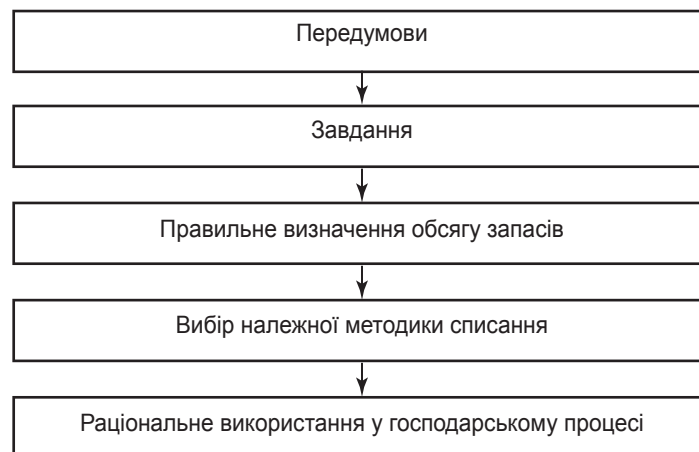 Передумови
Завдання
Правильне визначення обсягу запасів
Вибір належної методики списання
Раціональне використання у господарському процесі